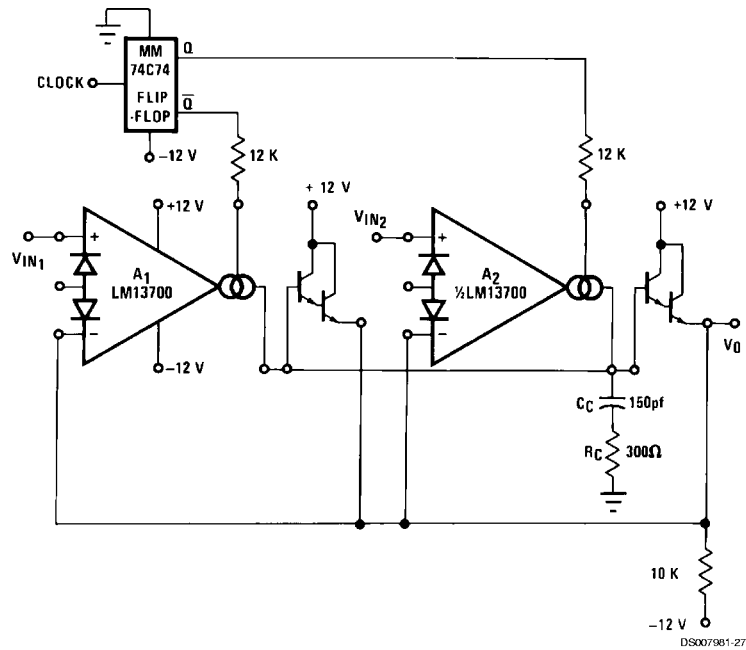 MM
74C74
FLIP
-FLOP
Q
Q̅
CLOCK
−12 V
12 K
12 K
+12 V
+ 12 V
+12 V
VIN1
VIN2
+
+
A1
LM13700
A2
½LM13700
−
−
−12 V
VO
CC
150pf
RC
300Ω
10 K
−12 V
DS007981-27